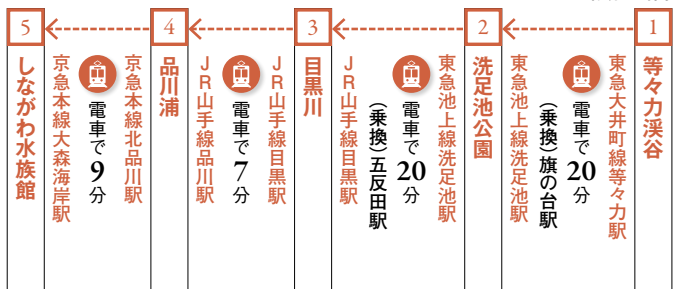 1
等々力渓谷
東急大井町線等々力駅
電車で20分
(乗換) 旗の台駅
東急池上線洗足池駅
2
洗足池公園
東急池上線洗足池駅
電車で20分
(乗換) 五反田駅
JR山手線目黒駅
3
目黒川
JR山手線目黒駅
電車で7分
JR山手線品川駅
4
品川浦
京急本線北品川駅
電車で9分
京急本線大森海岸駅
5
しながわ水族館